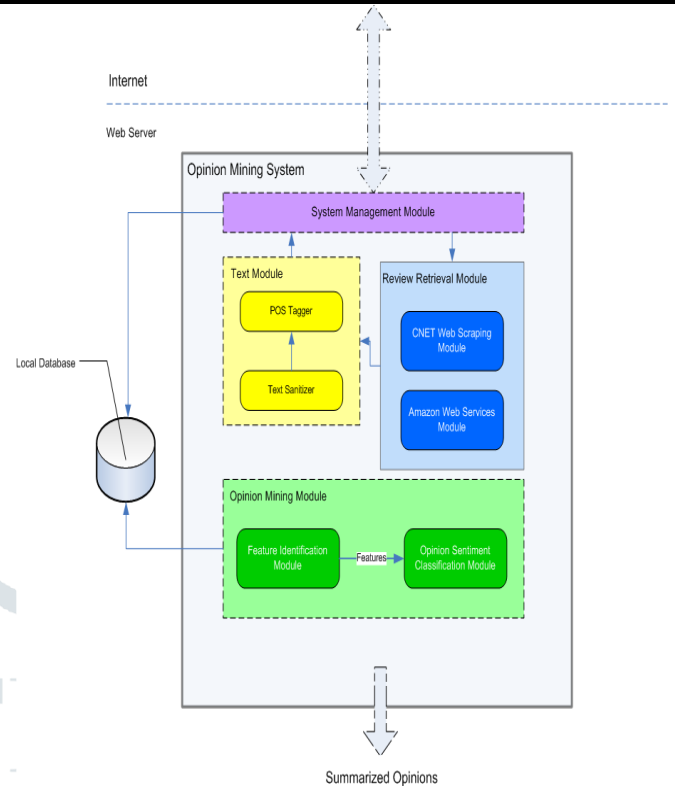 Internet
Web Server
Opinion Mining System
System Management Module
Text Module
POS Tagger
Text Sanitizer
Review Retrieval Module
CNET Web Scraping
Module
Amazon Web Services
Module
Local Database
Opinion Mining Module
Feature Identification
Module
Features
Opinion Sentiment
Classification Module
Summarized Opinions